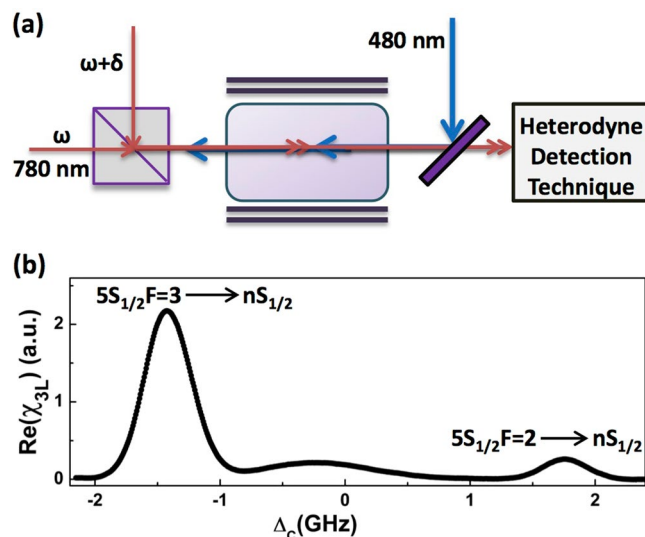 (a)
ω+δ
480 nm
ω
780 nm
Heterodyne
Detection
Technique
(b)
5S₁/₂F=3 ⟶ nS₁/₂
5S₁/₂F=2 ⟶ nS₁/₂
Re(χ₃L) (a.u.)
2
1
0
-2 -1 0 1 2
Δc(GHz)